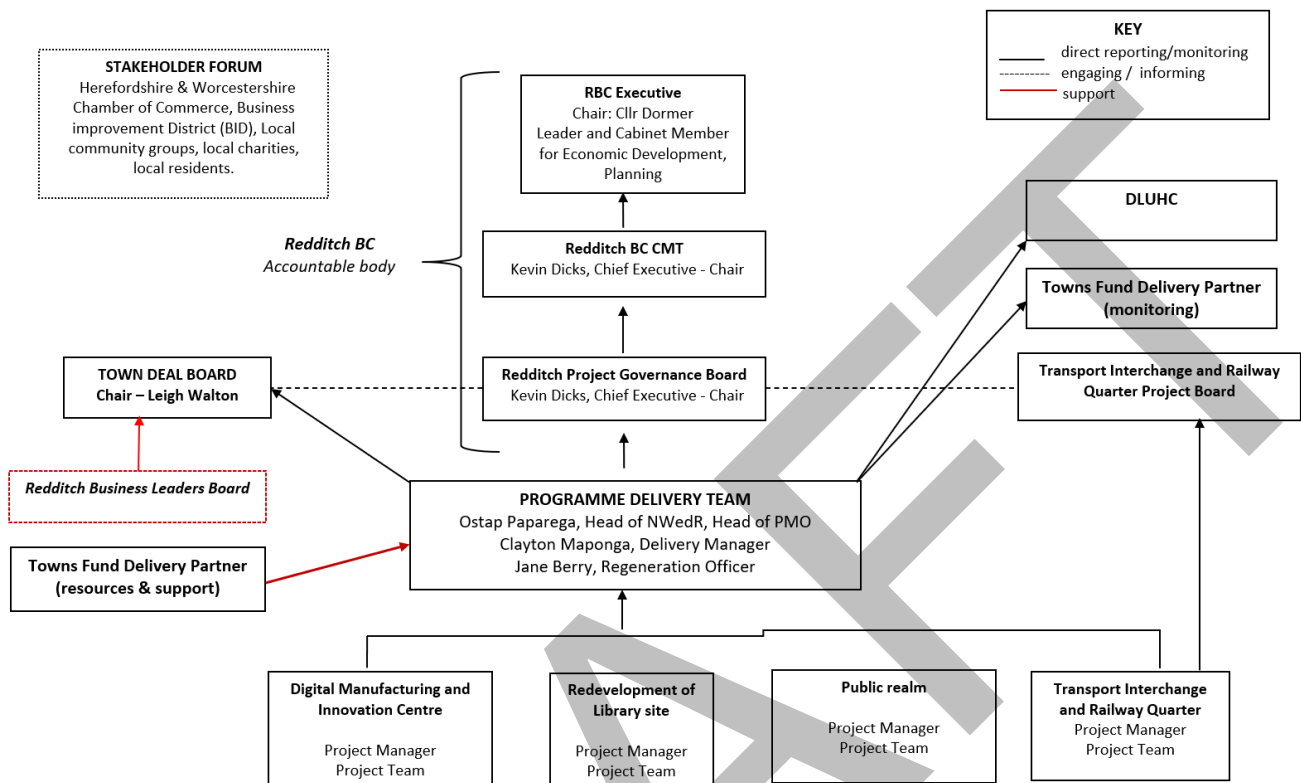 STAKEHOLDER FORUM
Herefordshire & Worcestershire
Chamber of Commerce, Business
improvement District (BID), Local
community groups, local charities,
local residents.
KEY
direct reporting/monitoring
engaging / informing
support
RBC Executive
Chair: Cllr Dormer
Leader and Cabinet Member
for Economic Development,
Planning
Redditch BC
Accountable body
Redditch BC CMT
Kevin Dicks, Chief Executive - Chair
DLUHC
Towns Fund Delivery Partner
(monitoring)
TOWN DEAL BOARD
Chair – Leigh Walton
Redditch Project Governance Board
Kevin Dicks, Chief Executive - Chair
Transport Interchange and Railway
Quarter Project Board
Redditch Business Leaders Board
Towns Fund Delivery Partner
(resources & support)
PROGRAMME DELIVERY TEAM
Ostap Paparega, Head of NWedR, Head of PMO
Clayton Maponga, Delivery Manager
Jane Berry, Regeneration Officer
Digital Manufacturing and
Innovation Centre
Project Manager
Project Team
Redevelopment of
Library site
Project Manager
Project Team
Public realm
Project Manager
Project Team
Transport Interchange
and Railway Quarter
Project Manager
Project Team
AFT